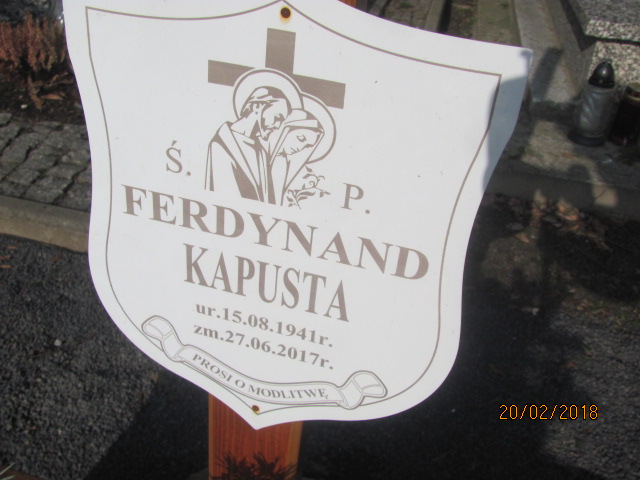 Ś. P.
FERDYNAND
KAPUSTA
ur.15.08.1941r.
zm.27.06.2017r.
PROSI O MODLITWĘ
20/02/2018